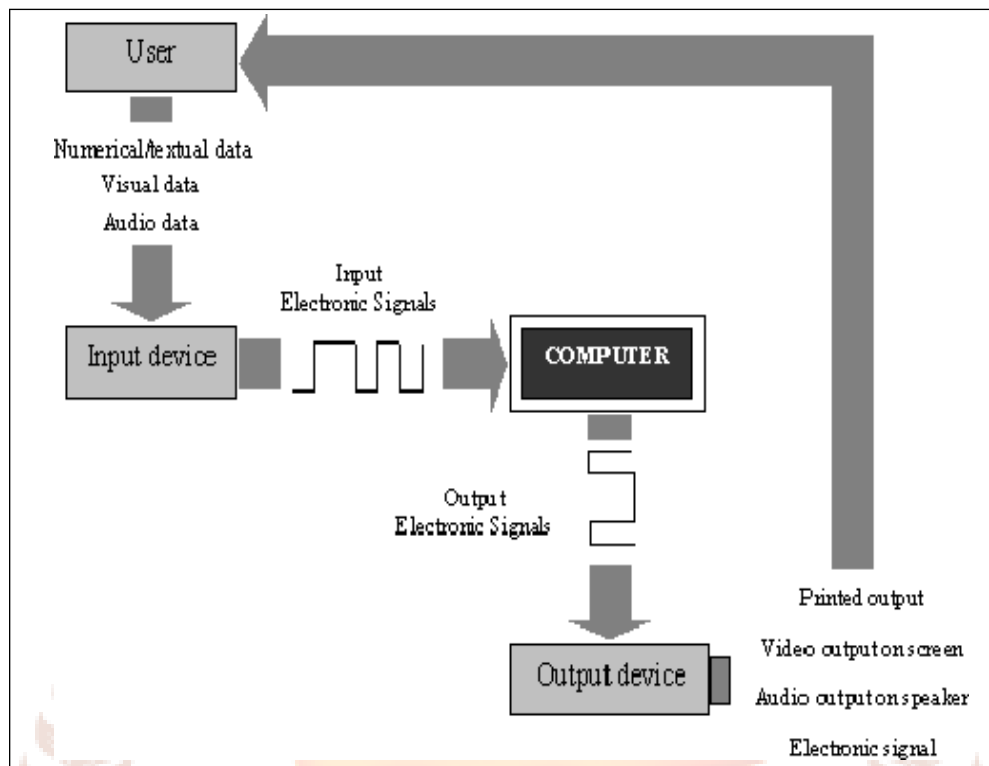 User
Numerical/textual data
Visual data
Audio data
Input
Electronic Signals
Input device
COMPUTER
Output
Electronic Signals
Printed output
Video output on screen
Output device
Audio output on speaker
Electronic signal